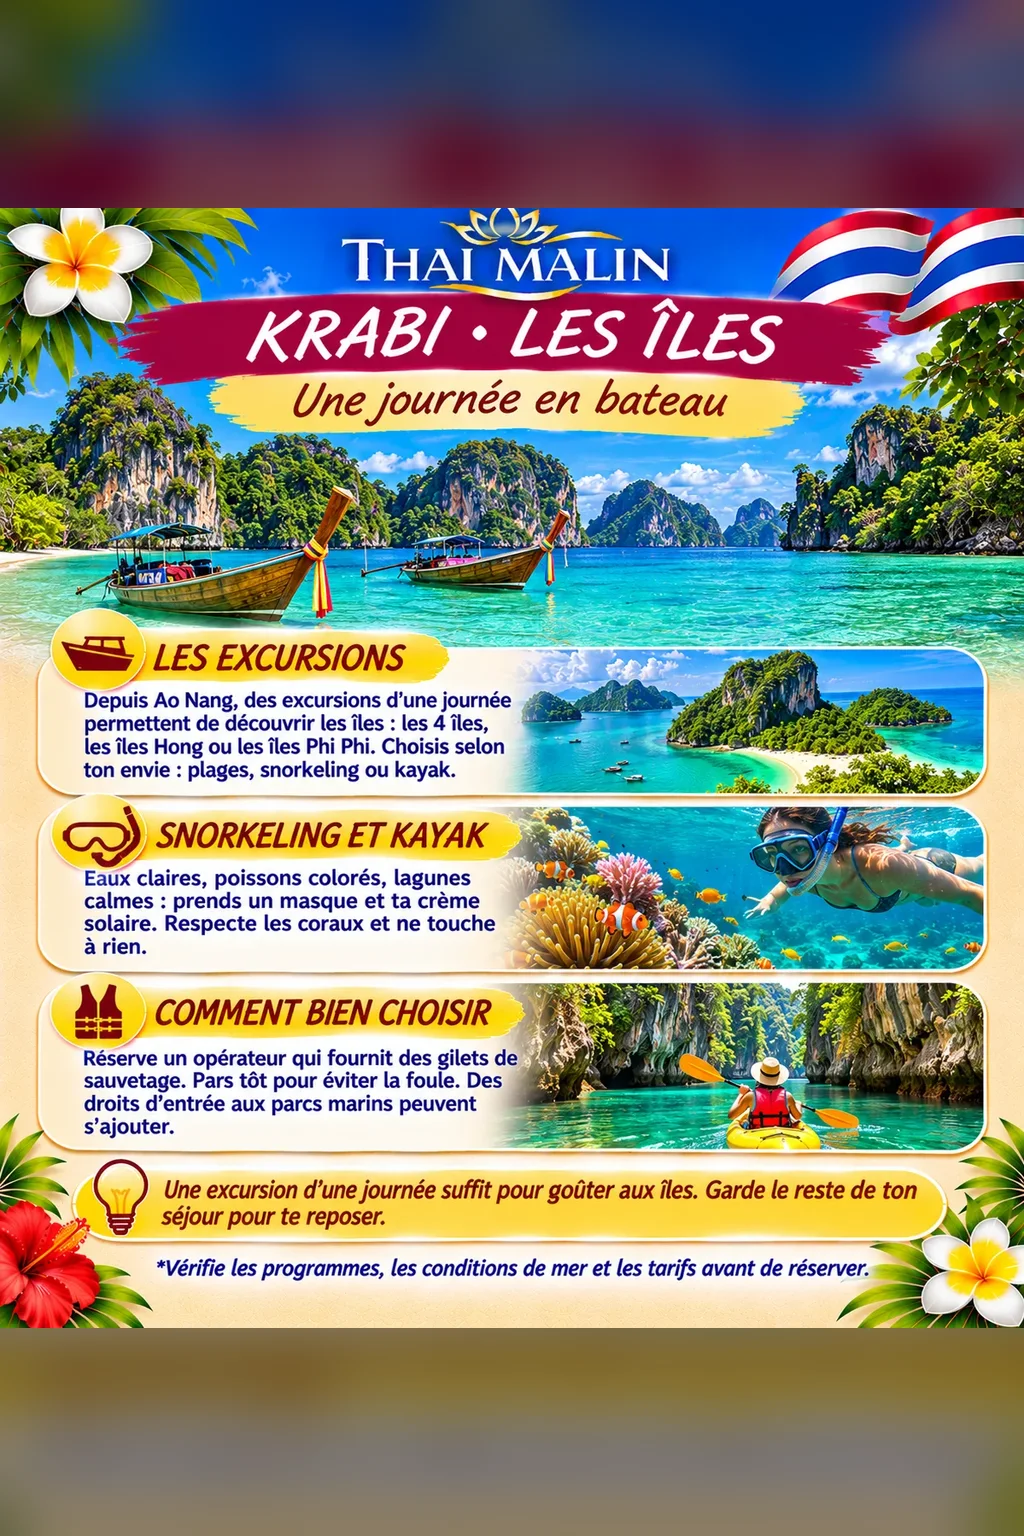 THAI MALIN
KRABI • LES ÎLES
Une journée en bateau
LES EXCURSIONS
Depuis Ao Nang, des excursions d'une journée
permettent de découvrir les îles : les 4 îles,
les îles Hong ou les îles Phi Phi. Choisis selon
ton envie : plages, snorkeling ou kayak.
SNORKELING ET KAYAK
Eaux claires, poissons colorés, lagunes
calmes : prends un masque et ta crème
solaire. Respecte les coraux et ne touche
à rien.
COMMENT BIEN CHOISIR
Réserve un opérateur qui fournit des gilets de
sauvetage. Pars tôt pour éviter la foule. Des
droits d'entrée aux parcs marins peuvent
s'ajouter.
Une excursion d'une journée suffit pour goûter aux îles. Garde le reste de ton
séjour pour te reposer.
*Vérifie les programmes, les conditions de mer et les tarifs avant de réserver.